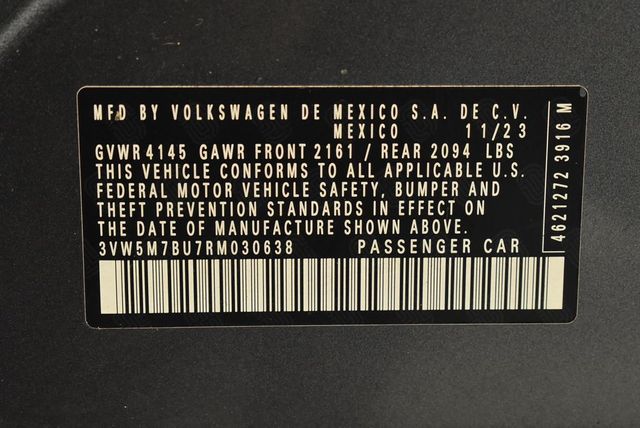 MFD BY VOLKSWAGEN DE MEXICO S.A. DE C.V.
MEXICO 11/23
GVWR 4145 GAWR FRONT 2161 / REAR 2094 LBS
THIS VEHICLE CONFORMS TO ALL APPLICABLE U.S.
FEDERAL MOTOR VEHICLE SAFETY, BUMPER AND
THEFT PREVENTION STANDARDS IN EFFECT ON
THE DATE OF MANUFACTURE SHOWN ABOVE.
3VW5M7BU7RM030638 PASSENGER CAR
4621272 3916 M